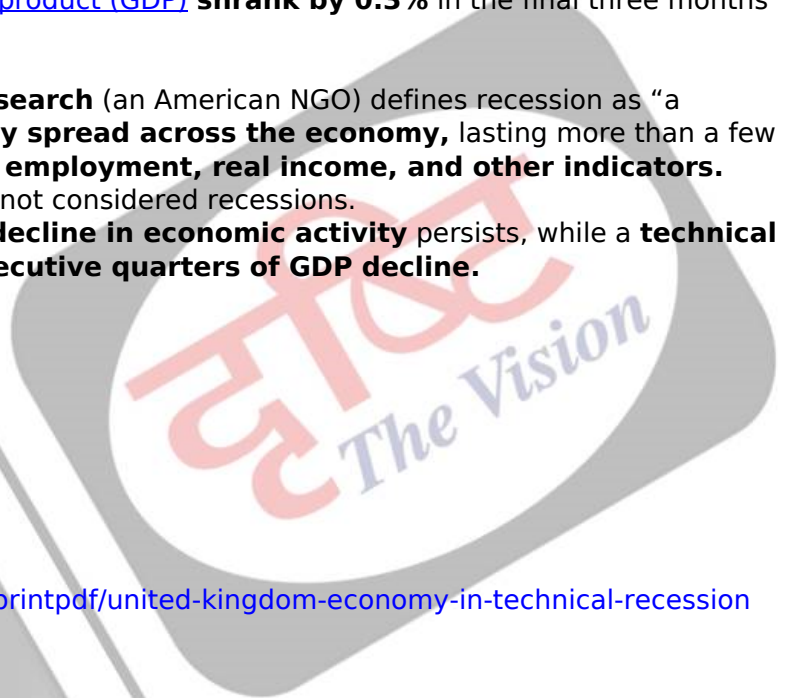 product (GDP) shrank by 0.3% in the final three months
search (an American NGO) defines recession as “a
y spread across the economy, lasting more than a few
employment, real income, and other indicators.
not considered recessions.
decline in economic activity persists, while a technical
ecutive quarters of GDP decline.
दृष्टि
The Vision
printpdf/united-kingdom-economy-in-technical-recession